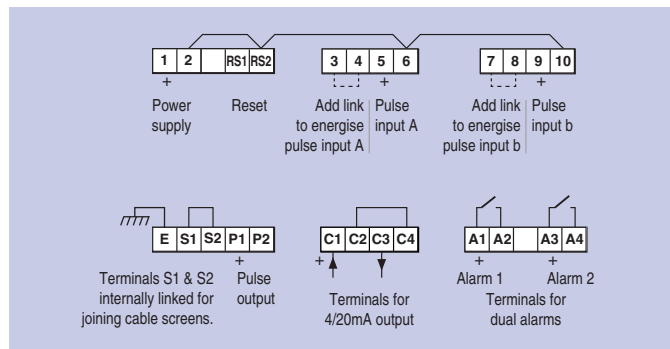 1 2 RS1 RS2
3 4 5 6
7 8 9 10
+
+
+
Power
supply
Reset
Add link
to energise
pulse input A
Pulse
input A
Add link
to energise
pulse input b
Pulse
input b
E S1 S2 P1 P2
C1 C2 C3 C4
A1 A2 A3 A4
+
+
+
+
Terminals S1 & S2
internally linked for
joining cable screens.
Pulse
output
Terminals for
4/20mA output
Alarm 1
Alarm 2
Terminals for
dual alarms